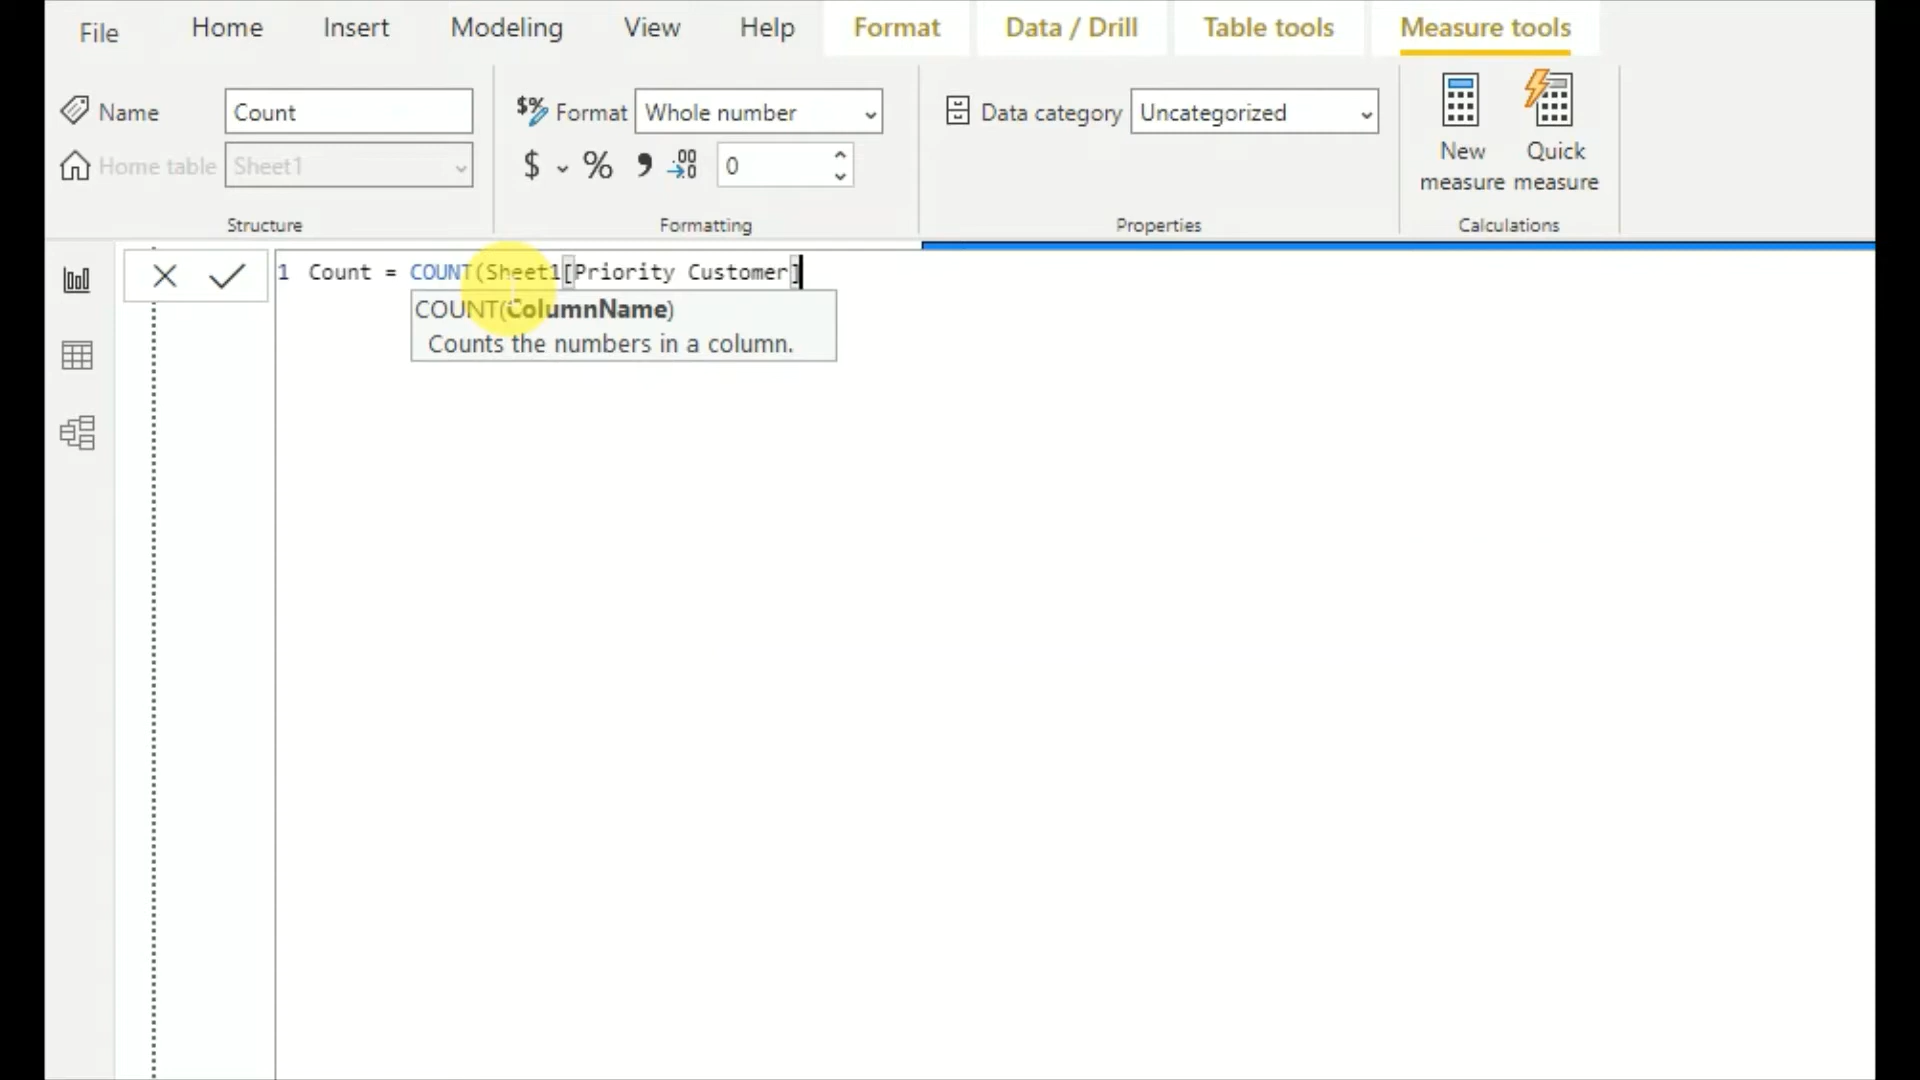 File Home Insert Modeling View Help Format Data / Drill Table tools Measure tools
Name Count
Home table Sheet1
Structure
$% Format Whole number
$ % , .00 →.0 0
Formatting
Data category Uncategorized
Properties
New measure
Quick measure
Calculations
1 Count = COUNT(Sheet1[Priority Customer]
COUNT(ColumnName)
Counts the numbers in a column.